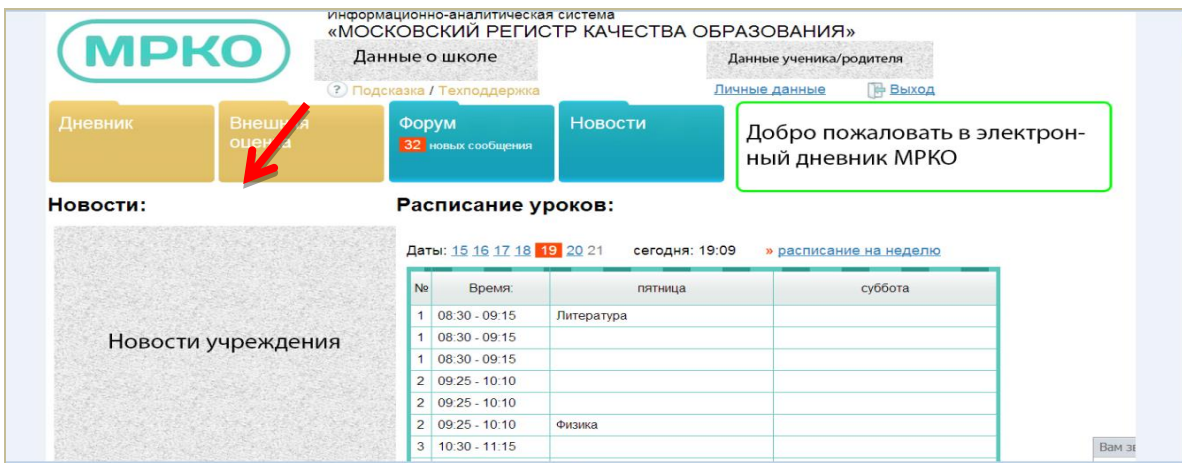 Информационно-аналитическая система
«МОСКОВСКИЙ РЕГИСТР КАЧЕСТВА ОБРАЗОВАНИЯ»
МРКО
Данные о школе
Данные ученика/родителя
? Подсказка / Техподдержка
Личные данные Выход
Дневник
Внешняя
оценка
Форум
32 новых сообщения
Новости
Добро пожаловать в электрон-
ный дневник МРКО
Новости:
Новости учреждения
Расписание уроков:
Даты: 15 16 17 18 19 20 21 сегодня: 19:09 » расписание на неделю
№ Время: пятница суббота
1 08:30 - 09:15 Литература
1 08:30 - 09:15
1 08:30 - 09:15
2 09:25 - 10:10
2 09:25 - 10:10
2 09:25 - 10:10 Физика
3 10:30 - 11:15
Вам